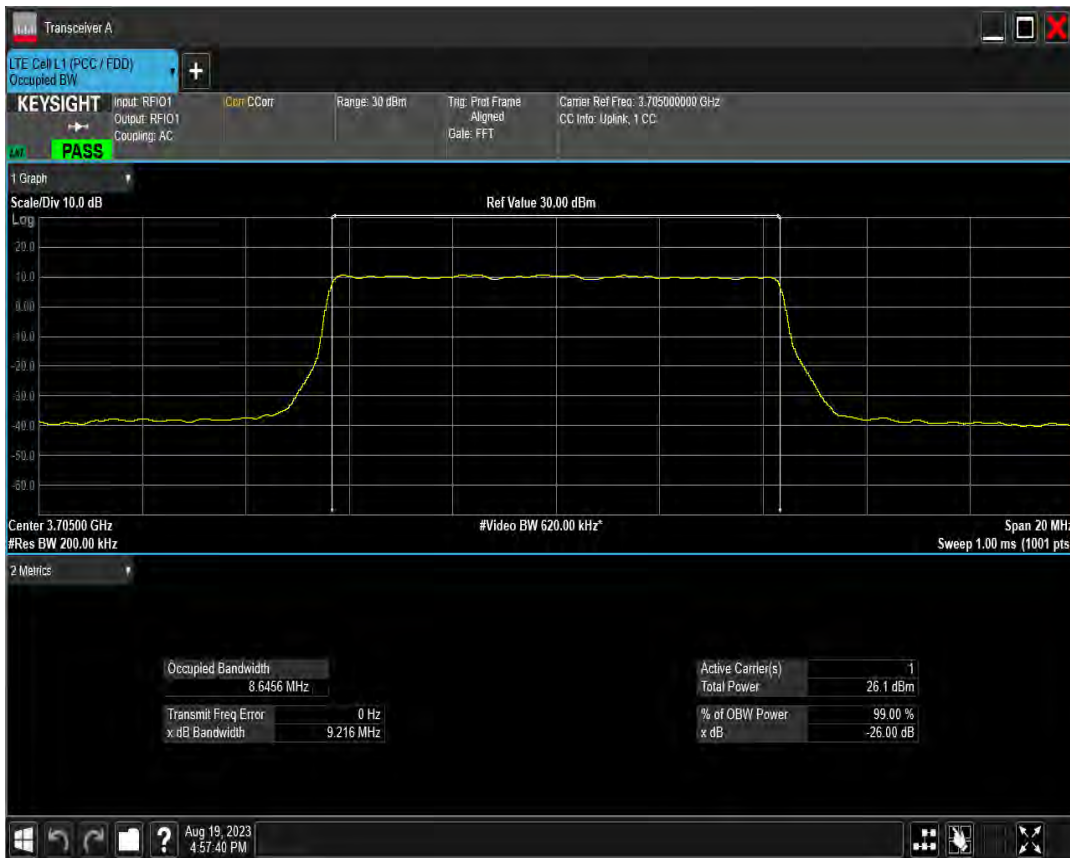 Transceiver A
LTE Cell L1 (PCC / FDD)
Occupied BW
+
KEYSIGHT
Input: RFIO1
Output: RFIO1
Coupling: AC
Corr CCorr
Range: 30 dBm
Trig: Prot Frame
Aligned
Gate: FFT
Carrier Ref Freq: 3.705000000 GHz
CC Info: Uplink, 1 CC
PASS
1 Graph
Scale/Div 10.0 dB
Ref Value 30.00 dBm
Log
20.0
10.0
0.00
-10.0
-20.0
-30.0
-40.0
-50.0
-60.0
Center 3.70500 GHz
#Video BW 620.00 kHz*
Span 20 MHz
#Res BW 200.00 kHz
Sweep 1.00 ms (1001 pts
2 Metrics
Occupied Bandwidth
8.6456 MHz
Transmit Freq Error 0 Hz
x dB Bandwidth 9.216 MHz
Active Carrier(s) 1
Total Power 26.1 dBm
% of OBW Power 99.00 %
x dB -26.00 dB
?
Aug 19, 2023
4:57:40 PM